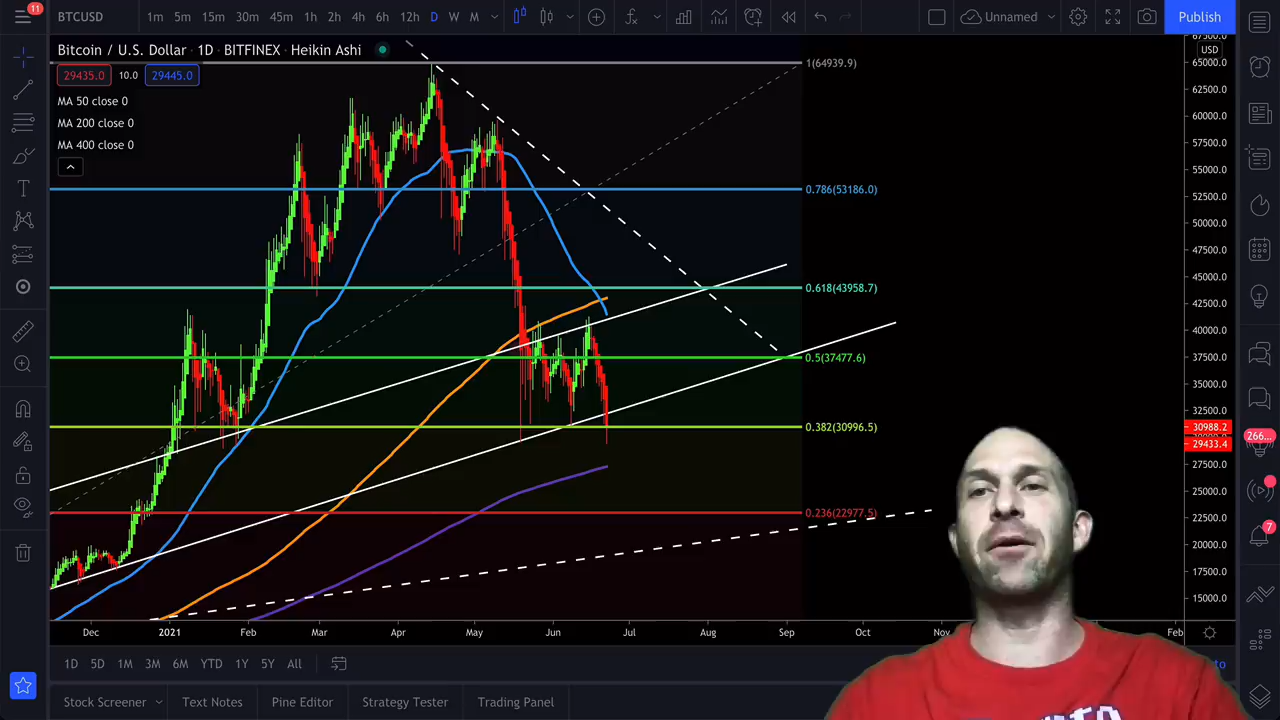 11
BTCUSD
1m 5m 15m 30m 45m 1h 2h 4h 6h 12h D W M
Unnamed
Publish
Bitcoin / U.S. Dollar · 1D · BITFINEX · Heikin Ashi
29435.0 10.0 29445.0
MA 50 close 0
MA 200 close 0
MA 400 close 0
USD
65000.0
62500.0
60000.0
57500.0
55000.0
52500.0
50000.0
47500.0
45000.0
42500.0
40000.0
37500.0
35000.0
32500.0
30988.2
29433.4
27500.0
25000.0
22500.0
20000.0
17500.0
15000.0
1(64939.9)
0.786(53186.0)
0.618(43958.7)
0.5(37477.6)
0.382(30996.5)
0.236(22977.5)
266...
7
Dec 2021 Feb Mar Apr May Jun Jul Aug Sep Oct Nov Feb
1D 5D 1M 3M 6M YTD 1Y 5Y All
Stock Screener Text Notes Pine Editor Strategy Tester Trading Panel